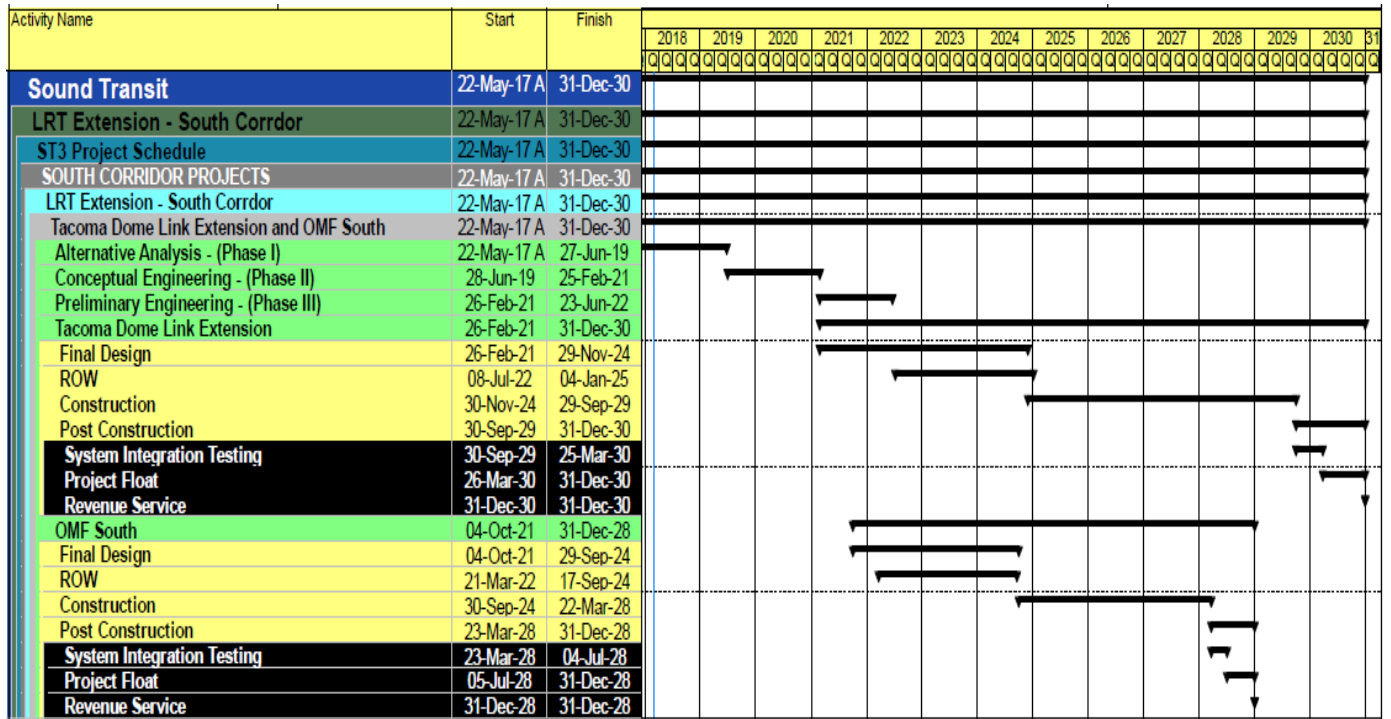 Activity Name Start Finish
2018 2019 2020 2021 2022 2023 2024 2025 2026 2027 2028 2029 2030 31
Q Q Q Q Q Q Q Q Q Q Q Q Q Q Q Q Q Q Q Q Q Q Q Q Q Q Q Q Q Q Q Q Q Q Q Q Q Q Q Q Q Q Q Q Q Q Q Q Q Q Q Q Q
Sound Transit 22-May-17 A 31-Dec-30
LRT Extension - South Corrdor 22-May-17 A 31-Dec-30
ST3 Project Schedule 22-May-17 A 31-Dec-30
SOUTH CORRIDOR PROJECTS 22-May-17 A 31-Dec-30
LRT Extension - South Corrdor 22-May-17 A 31-Dec-30
Tacoma Dome Link Extension and OMF South 22-May-17 A 31-Dec-30
Alternative Analysis - (Phase I) 22-May-17 A 27-Jun-19
Conceptual Engineering - (Phase II) 28-Jun-19 25-Feb-21
Preliminary Engineering - (Phase III) 26-Feb-21 23-Jun-22
Tacoma Dome Link Extension 26-Feb-21 31-Dec-30
Final Design 26-Feb-21 29-Nov-24
ROW 08-Jul-22 04-Jan-25
Construction 30-Nov-24 29-Sep-29
Post Construction 30-Sep-29 31-Dec-30
System Integration Testing 30-Sep-29 25-Mar-30
Project Float 26-Mar-30 31-Dec-30
Revenue Service 31-Dec-30 31-Dec-30
OMF South 04-Oct-21 31-Dec-28
Final Design 04-Oct-21 29-Sep-24
ROW 21-Mar-22 17-Sep-24
Construction 30-Sep-24 22-Mar-28
Post Construction 23-Mar-28 31-Dec-28
System Integration Testing 23-Mar-28 04-Jul-28
Project Float 05-Jul-28 31-Dec-28
Revenue Service 31-Dec-28 31-Dec-28